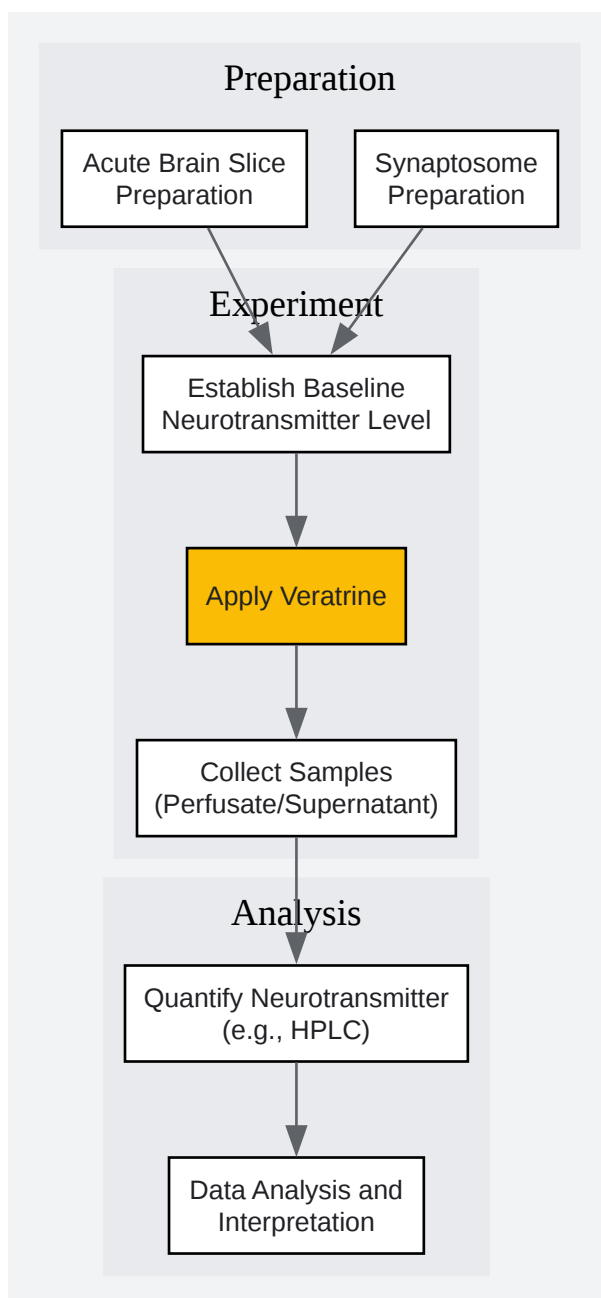 Preparation
Acute Brain Slice
Preparation
Synaptosome
Preparation
Experiment
Establish Baseline
Neurotransmitter Level
Apply Veratrine
Collect Samples
(Perfusate/Supernatant)
Analysis
Quantify Neurotransmitter
(e.g., HPLC)
Data Analysis and
Interpretation